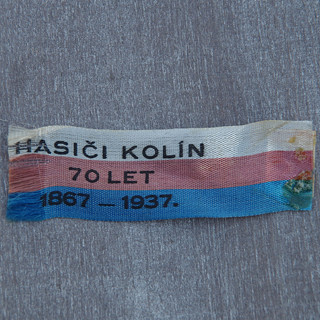 HASIČI KOLÍN
70 LET
1867 – 1937.